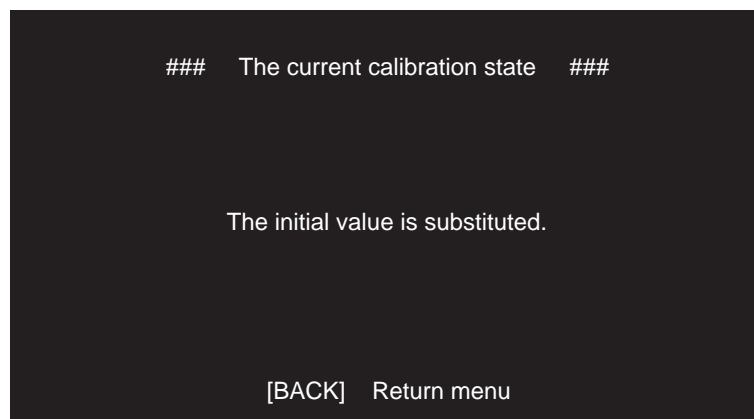 ### The current calibration state ###
The initial value is substituted.
[BACK] Return menu